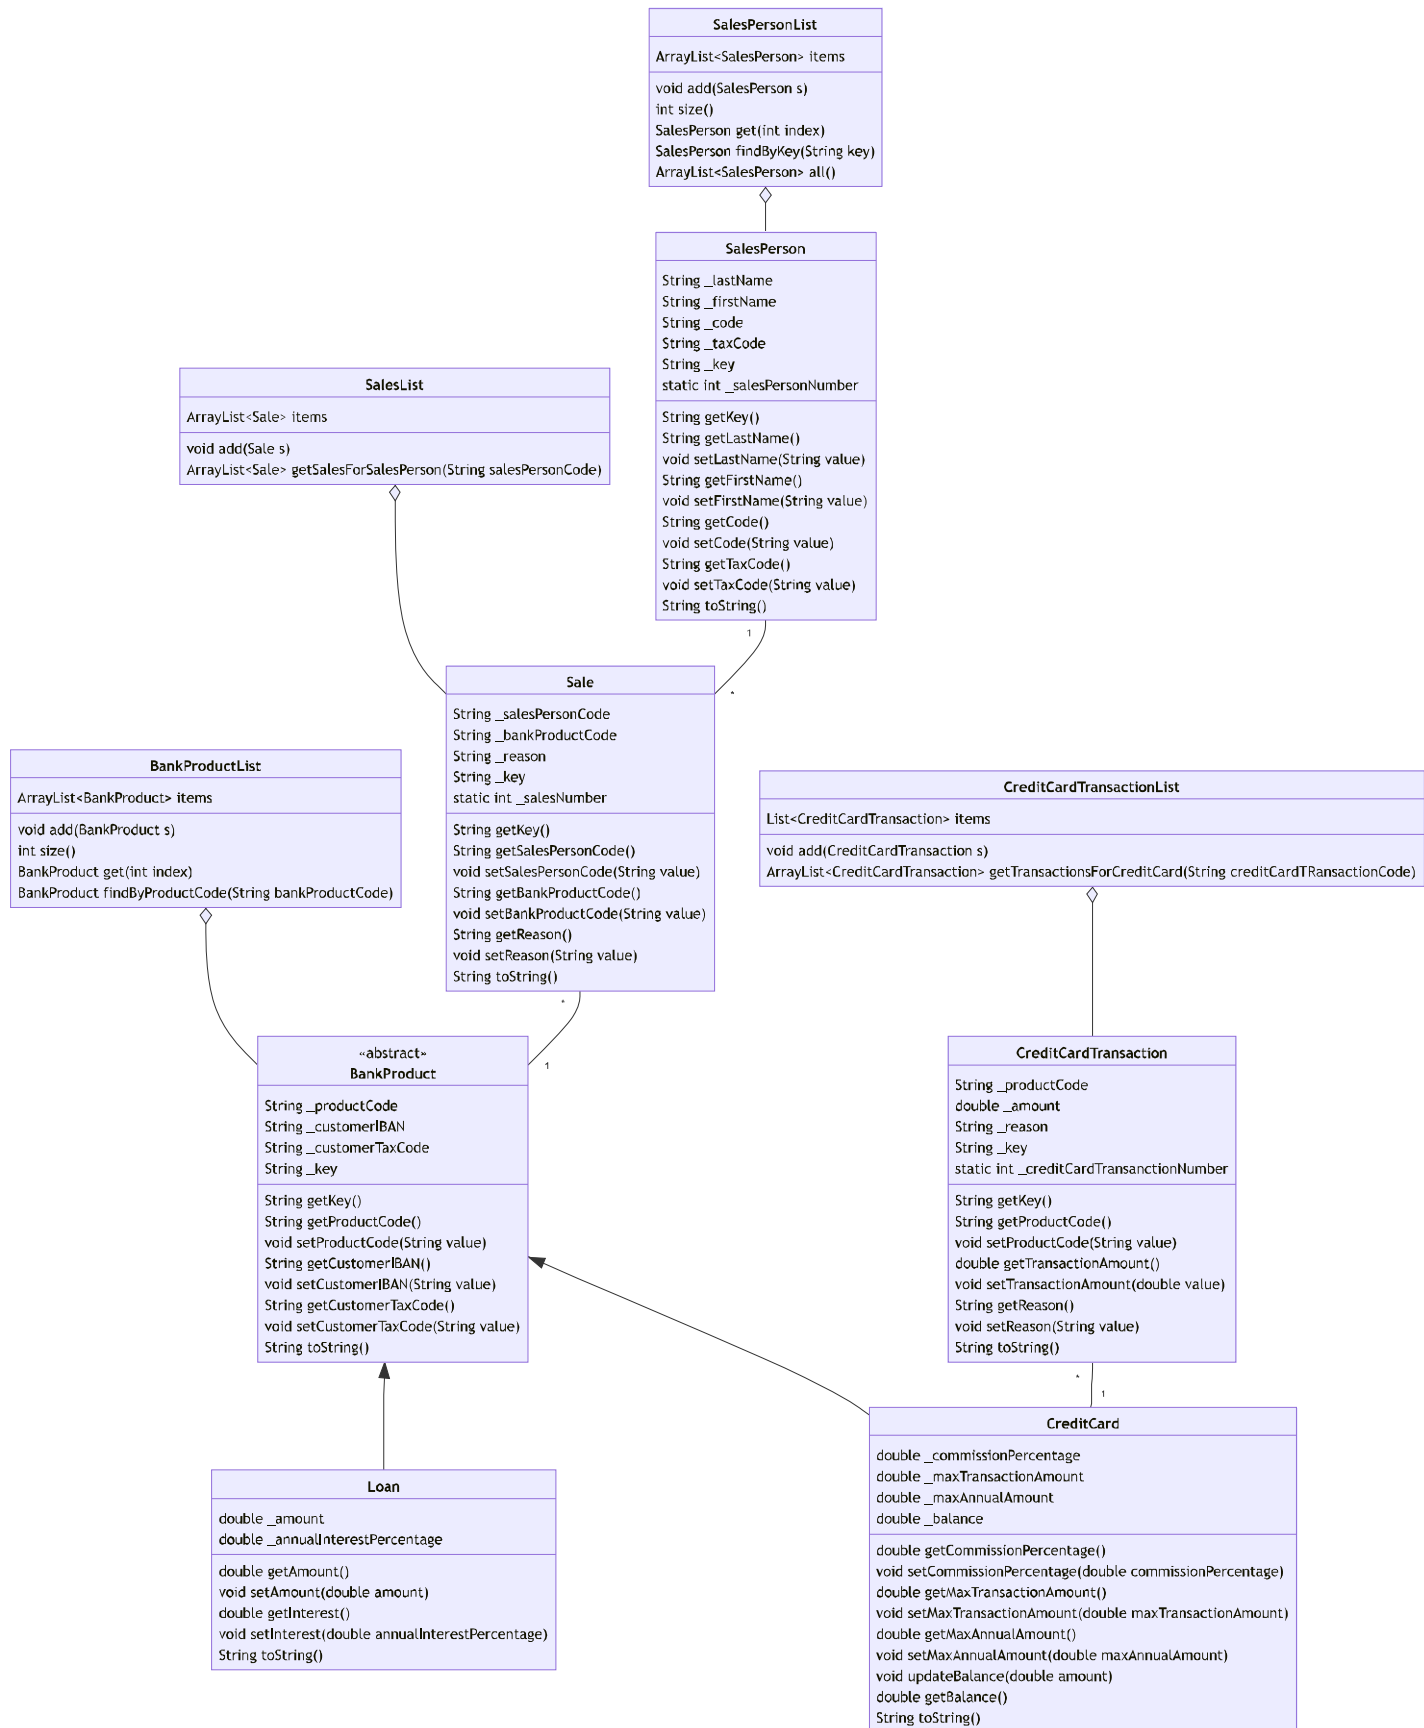 SalesPersonList
ArrayList<SalesPerson> items
void add(SalesPerson s)
int size()
SalesPerson get(int index)
SalesPerson findByKey(String key)
ArrayList<SalesPerson> all()
SalesPerson
String _lastName
String _firstName
String _code
String _taxCode
String _key
static int _salesPersonNumber
String getKey()
String getLastName()
void setLastName(String value)
String getFirstName()
void setFirstName(String value)
String getCode()
void setCode(String value)
String getTaxCode()
void setTaxCode(String value)
String toString()
1
*
SalesList
ArrayList<Sale> items
void add(Sale s)
ArrayList<Sale> getSalesForSalesPerson(String salesPersonCode)
Sale
String _salesPersonCode
String _bankProductCode
String _reason
String _key
static int _salesNumber
String getKey()
String getSalesPersonCode()
void setSalesPersonCode(String value)
String getBankProductCode()
void setBankProductCode(String value)
String getReason()
void setReason(String value)
String toString()
*
1
BankProductList
ArrayList<BankProduct> items
void add(BankProduct s)
int size()
BankProduct get(int index)
BankProduct findByProductCode(String bankProductCode)
CreditCardTransactionList
List<CreditCardTransaction> items
void add(CreditCardTransaction s)
ArrayList<CreditCardTransaction> getTransactionsForCreditCard(String creditCardTRansactionCode)
«abstract»
BankProduct
String _productCode
String _customerIBAN
String _customerTaxCode
String _key
String getKey()
String getProductCode()
void setProductCode(String value)
String getCustomerIBAN()
void setCustomerIBAN(String value)
String getCustomerTaxCode()
void setCustomerTaxCode(String value)
String toString()
CreditCardTransaction
String _productCode
double _amount
String _reason
String _key
static int _creditCardTransanctionNumber
String getKey()
String getProductCode()
void setProductCode(String value)
double getTransactionAmount()
void setTransactionAmount(double value)
String getReason()
void setReason(String value)
String toString()
*
1
Loan
double _amount
double _annualInterestPercentage
double getAmount()
void setAmount(double amount)
double getInterest()
void setInterest(double annualInterestPercentage)
String toString()
CreditCard
double _commissionPercentage
double _maxTransactionAmount
double _maxAnnualAmount
double _balance
double getCommissionPercentage()
void setCommissionPercentage(double commissionPercentage)
double getMaxTransactionAmount()
void setMaxTransactionAmount(double maxTransactionAmount)
double getMaxAnnualAmount()
void setMaxAnnualAmount(double maxAnnualAmount)
void updateBalance(double amount)
double getBalance()
String toString()